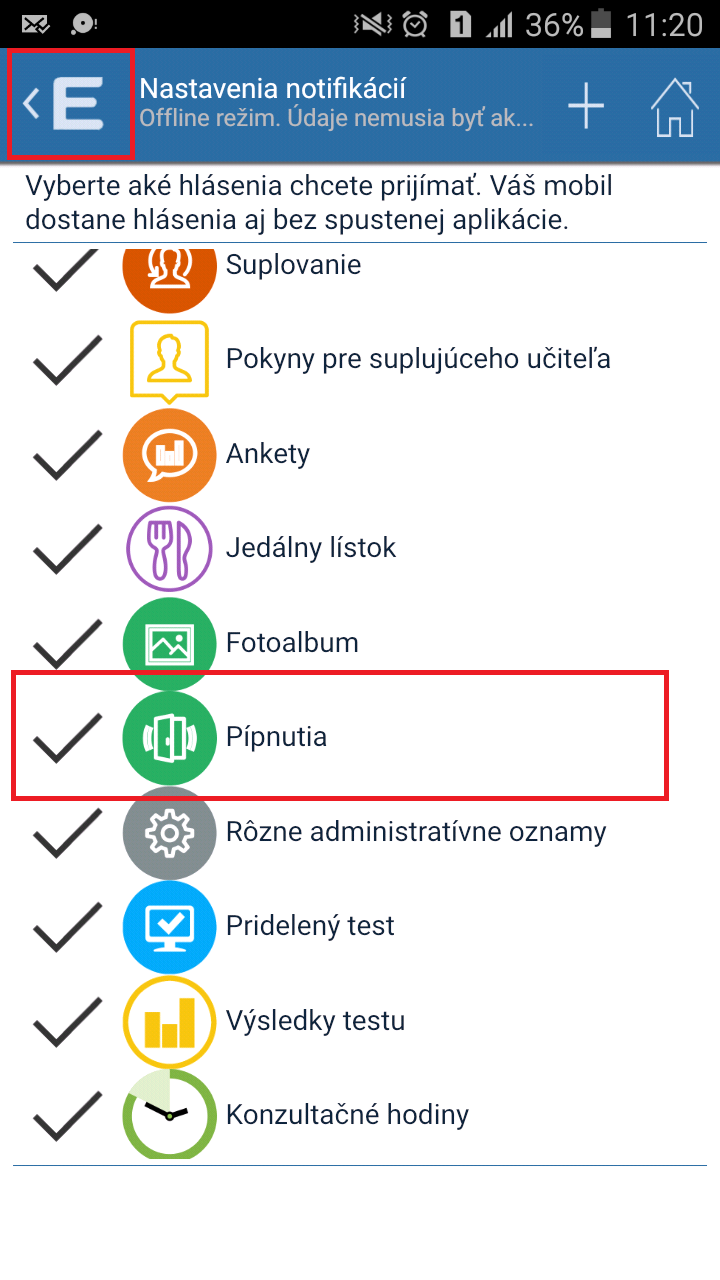 1 36% 11:20
E Nastavenia notifikácií
Offline režim. Údaje nemusia byť ak...
Vyberte aké hlásenia chcete prijímať. Váš mobil
dostane hlásenia aj bez spustenej aplikácie.
Suplovanie
Pokyny pre suplujúceho učiteľa
Ankety
Jedálny lístok
Fotoalbum
Pípnutia
Rôzne administratívne oznamy
Pridelený test
Výsledky testu
Konzultačné hodiny